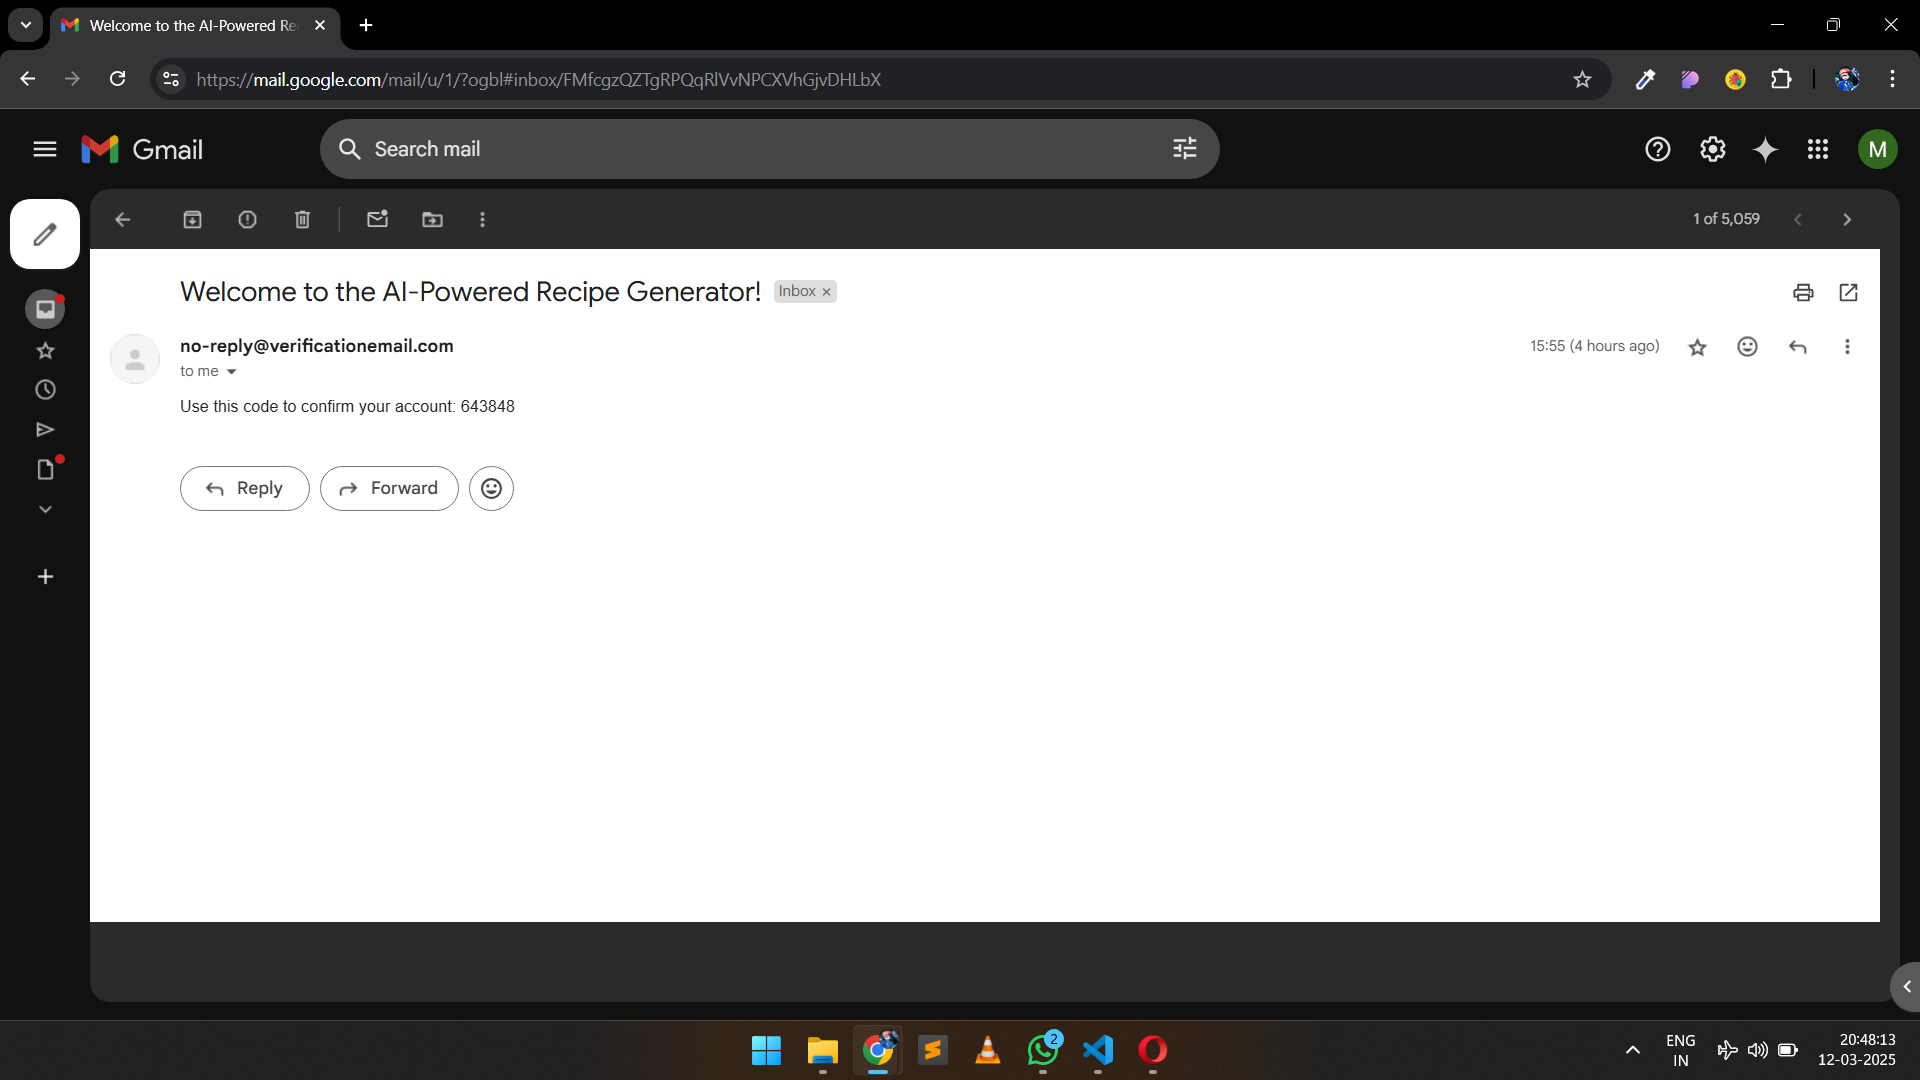 Welcome to the AI-Powered Re
https://mail.google.com/mail/u/1/?ogbl#inbox/FMfcgzQZTgRPQqRlVvNPCXVhGjvDHLbX
Gmail
Search mail
M
1 of 5,059
Welcome to the AI-Powered Recipe Generator!
Inbox ×
no-reply@verificationemail.com
15:55 (4 hours ago)
to me
Use this code to confirm your account: 643848
Reply
Forward
2
ENG
IN
20:48:13
12-03-2025